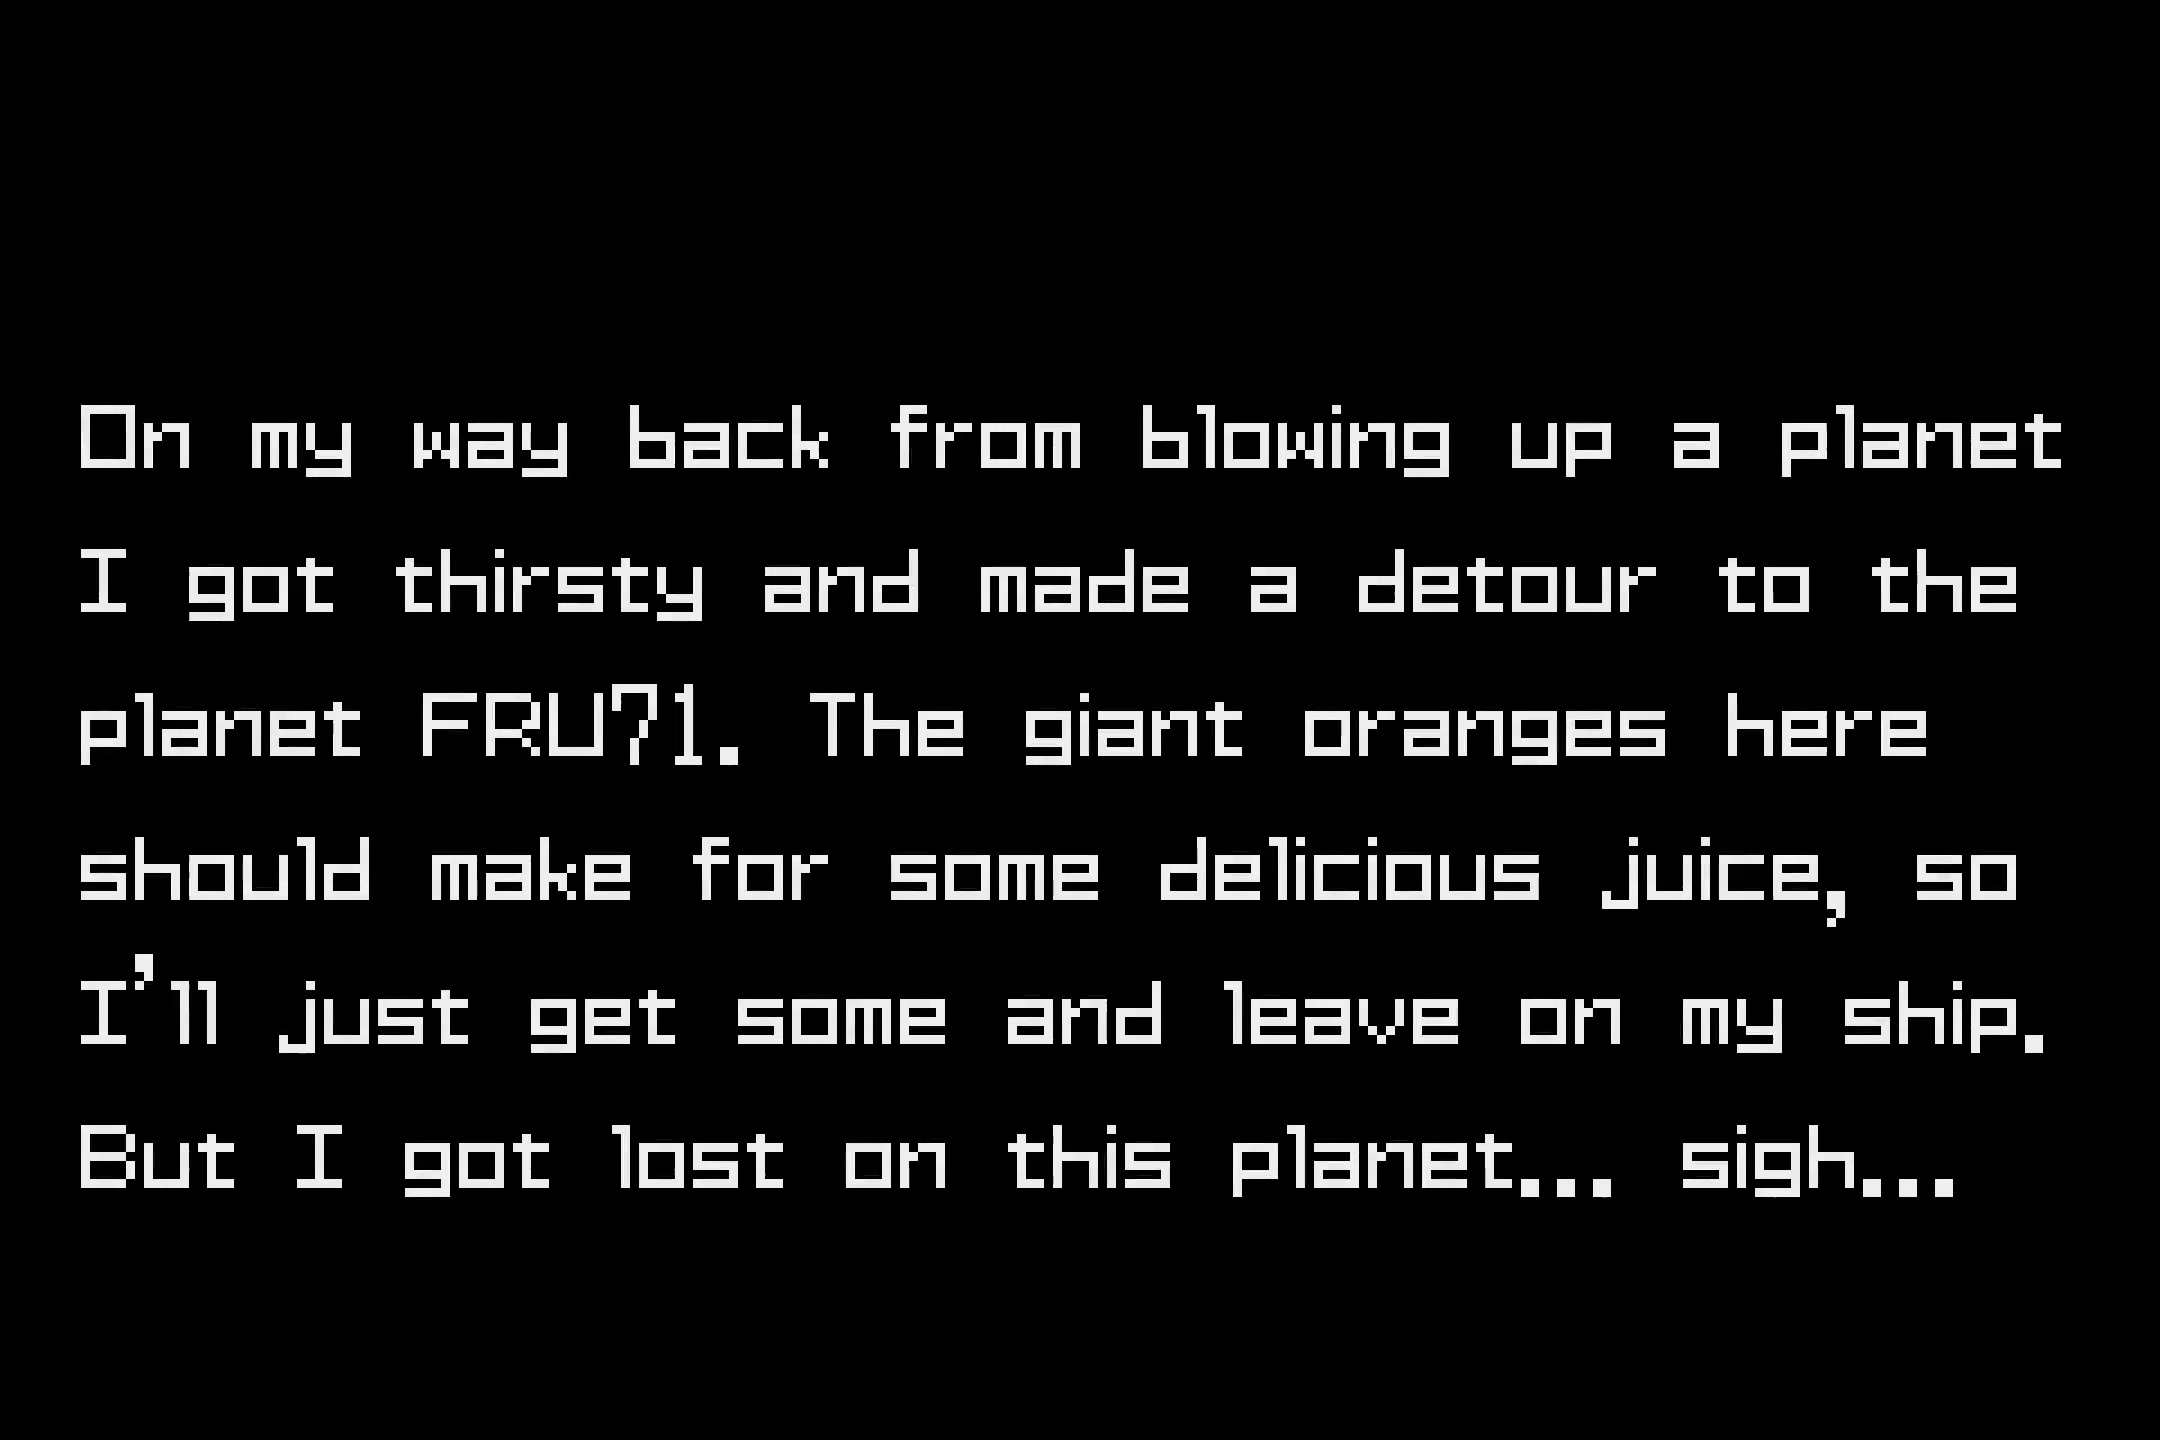 On my way back from blowing up a planet
I got thirsty and made a detour to the
planet FRU71. The giant oranges here
should make for some delicious juice, so
I'll just get some and leave on my ship.
But I got lost on this planet... sigh...